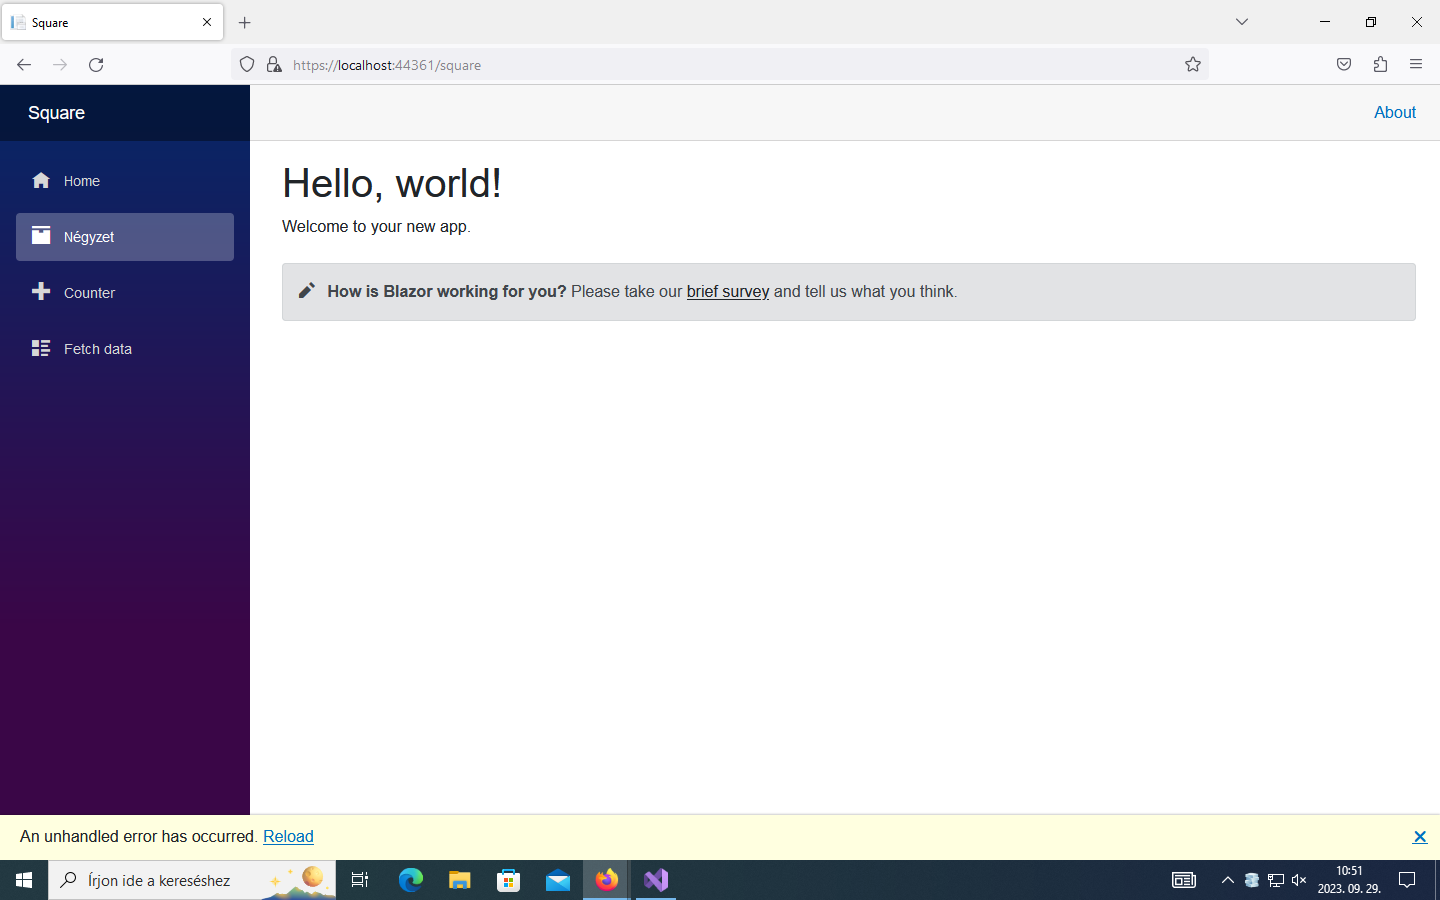 Square
https://localhost:44361/square
Square
About
Home
Négyzet
Counter
Fetch data
Hello, world!
Welcome to your new app.
How is Blazor working for you? Please take our brief survey and tell us what you think.
An unhandled error has occurred. Reload
Írjon ide a kereséshez
10:51
2023. 09. 29.